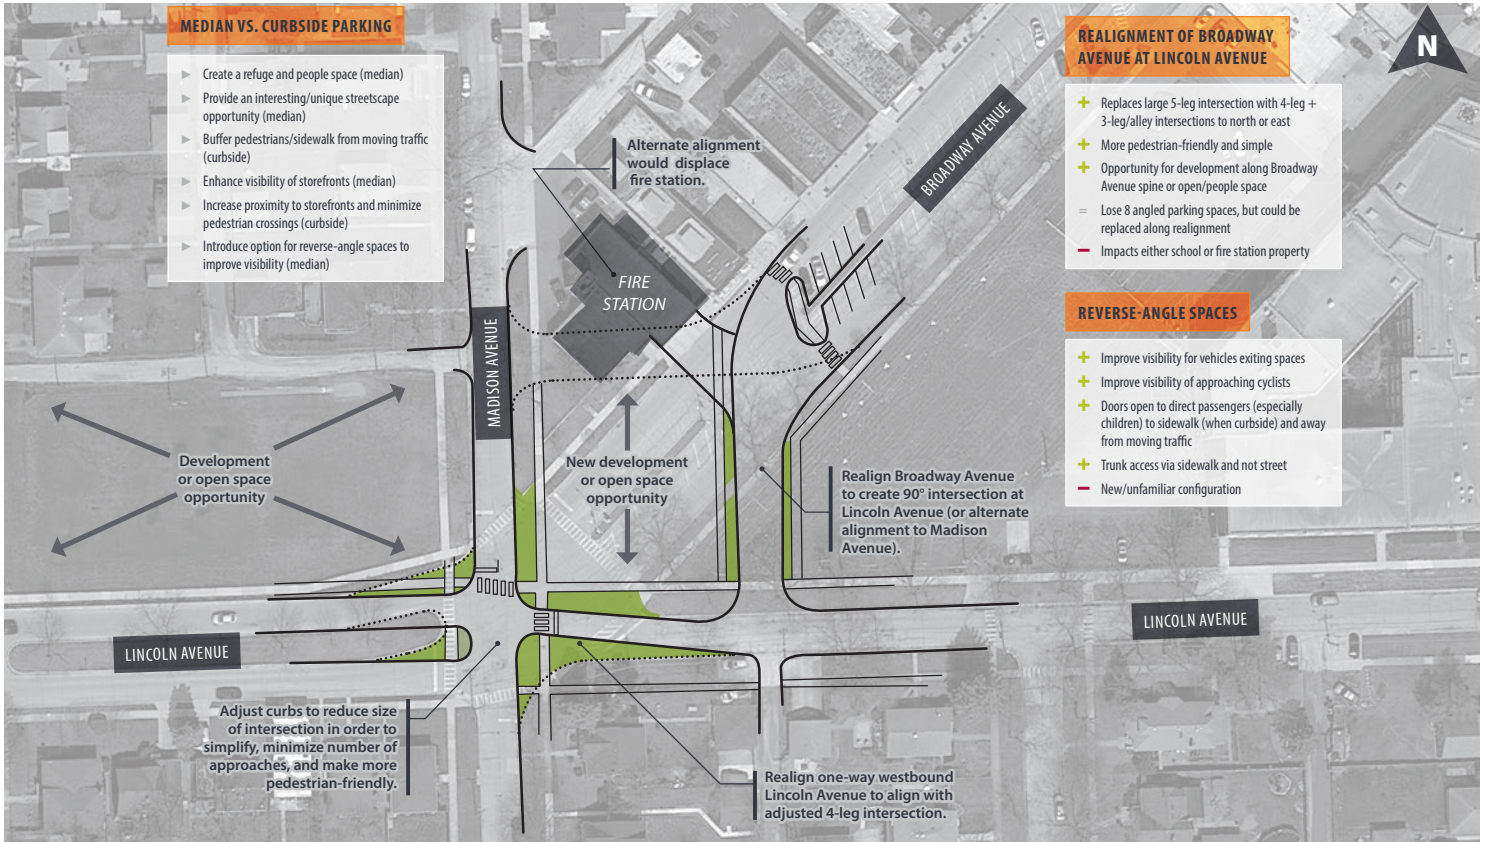 MEDIAN VS. CURBSIDE PARKING
Create a refuge and people space (median)
Provide an interesting/unique streetscape
opportunity (median)
Buffer pedestrians/sidewalk from moving traffic
(curbside)
Enhance visibility of storefronts (median)
Increase proximity to storefronts and minimize
pedestrian crossings (curbside)
Introduce option for reverse-angle spaces to
improve visibility (median)
Alternate alignment
would displace
fire station.
FIRE
STATION
BROADWAY AVENUE
MADISON AVENUE
REALIGNMENT OF BROADWAY
AVENUE AT LINCOLN AVENUE
+ Replaces large 5-leg intersection with 4-leg +
3-leg/alley intersections to north or east
+ More pedestrian-friendly and simple
+ Opportunity for development along Broadway
Avenue spine or open/people space
= Lose 8 angled parking spaces, but could be
replaced along realignment
− Impacts either school or fire station property
N
REVERSE-ANGLE SPACES
+ Improve visibility for vehicles exiting spaces
+ Improve visibility of approaching cyclists
+ Doors open to direct passengers (especially
children) to sidewalk (when curbside) and away
from moving traffic
+ Trunk access via sidewalk and not street
− New/unfamiliar configuration
Development
or open space
opportunity
New development
or open space
opportunity
Realign Broadway Avenue
to create 90° intersection at
Lincoln Avenue (or alternate
alignment to Madison
Avenue).
LINCOLN AVENUE
LINCOLN AVENUE
Adjust curbs to reduce size
of intersection in order to
simplify, minimize number of
approaches, and make more
pedestrian-friendly.
Realign one-way westbound
Lincoln Avenue to align with
adjusted 4-leg intersection.